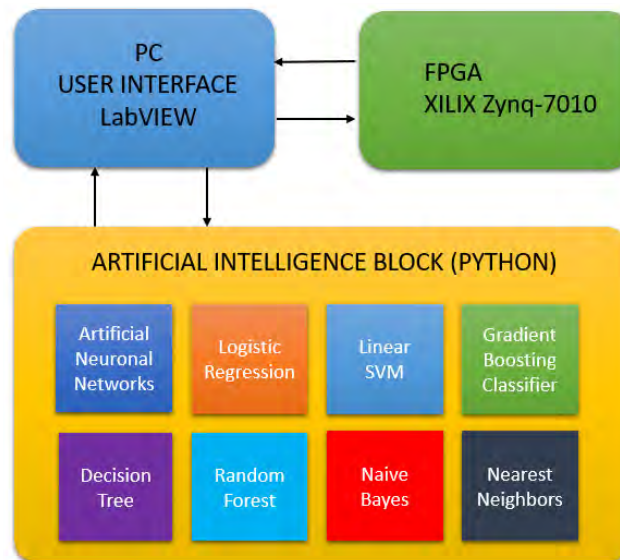 PC
USER INTERFACE
LabVIEW
FPGA
XILIX Zynq-7010
ARTIFICIAL INTELLIGENCE BLOCK (PYTHON)
Artificial
Neuronal
Networks
Logistic
Regression
Linear
SVM
Gradient
Boosting
Classifier
Decision
Tree
Random
Forest
Naive
Bayes
Nearest
Neighbors